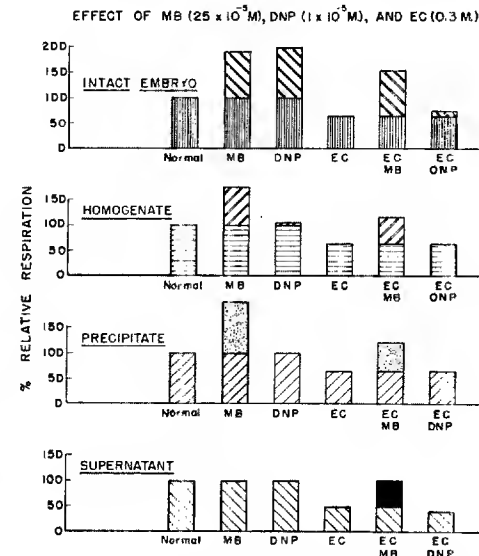 EFFECT OF MB (25 x 10⁻⁵M), DNP (1 x 10⁻⁵M), AND EC (0.3 M.)
% RELATIVE RESPIRATION
INTACT EMBRYO
200
150
100
50
0
Normal MB DNP EC EC EC
MB ONP
HOMOGENATE
150
100
50
0
Normal MB DNP EC EC EC
MB ONP
PRECIPITATE
150
100
50
0
Normal MB DNP EC EC EC
MB DNP
SUPERNATANT
100
50
0
Normal MB DNP EC EC EC
MB DNP